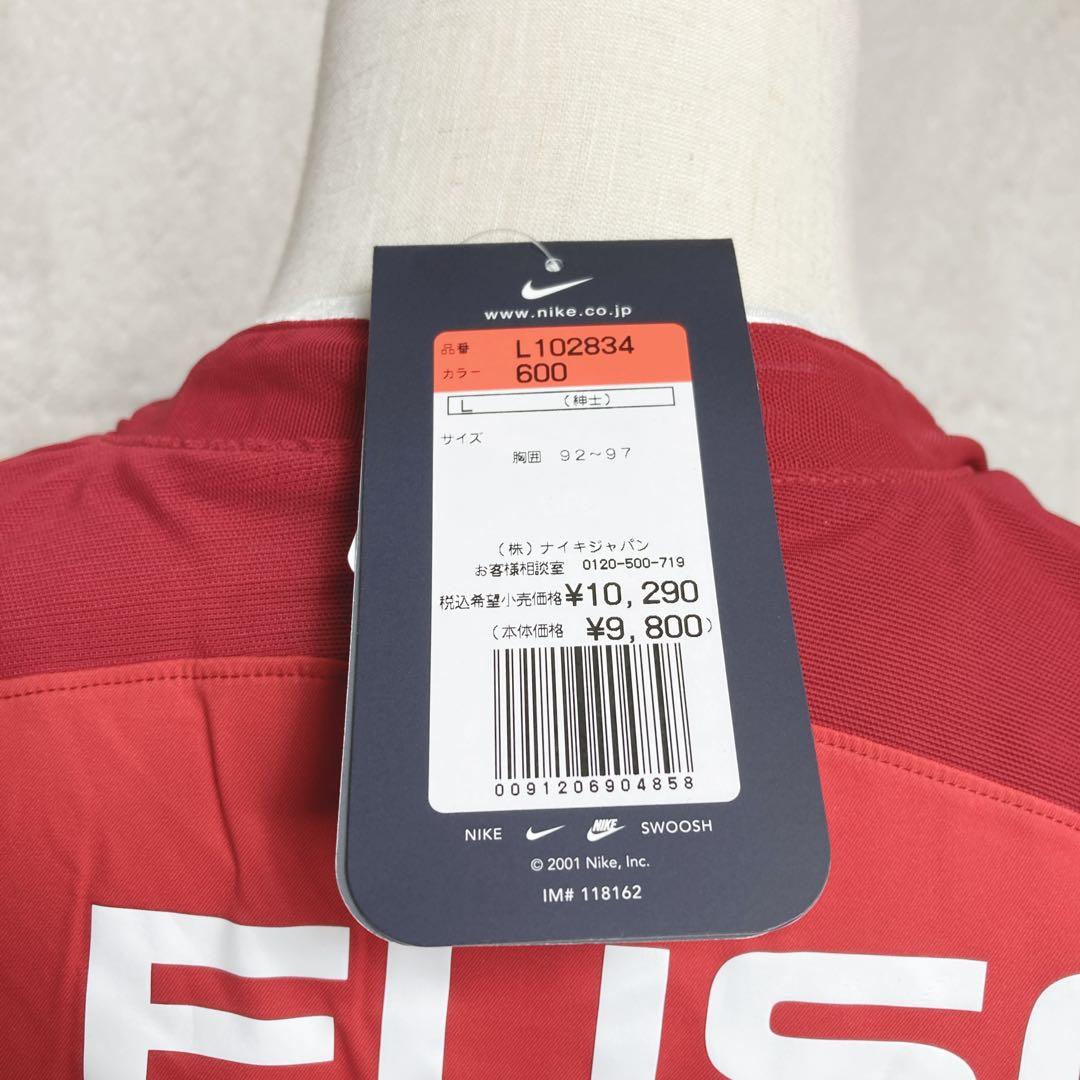 www.nike.co.jp
品番 L102834
カラー 600
L （紳士）
サイズ
胸囲 92～97
（株）ナイキジャパン
お客様相談室 0120-500-719
税込希望小売価格 ¥10,290
（本体価格 ¥9,800）
0091206904858
NIKE NIKE SWOOSH
© 2001 Nike, Inc.
IM# 118162